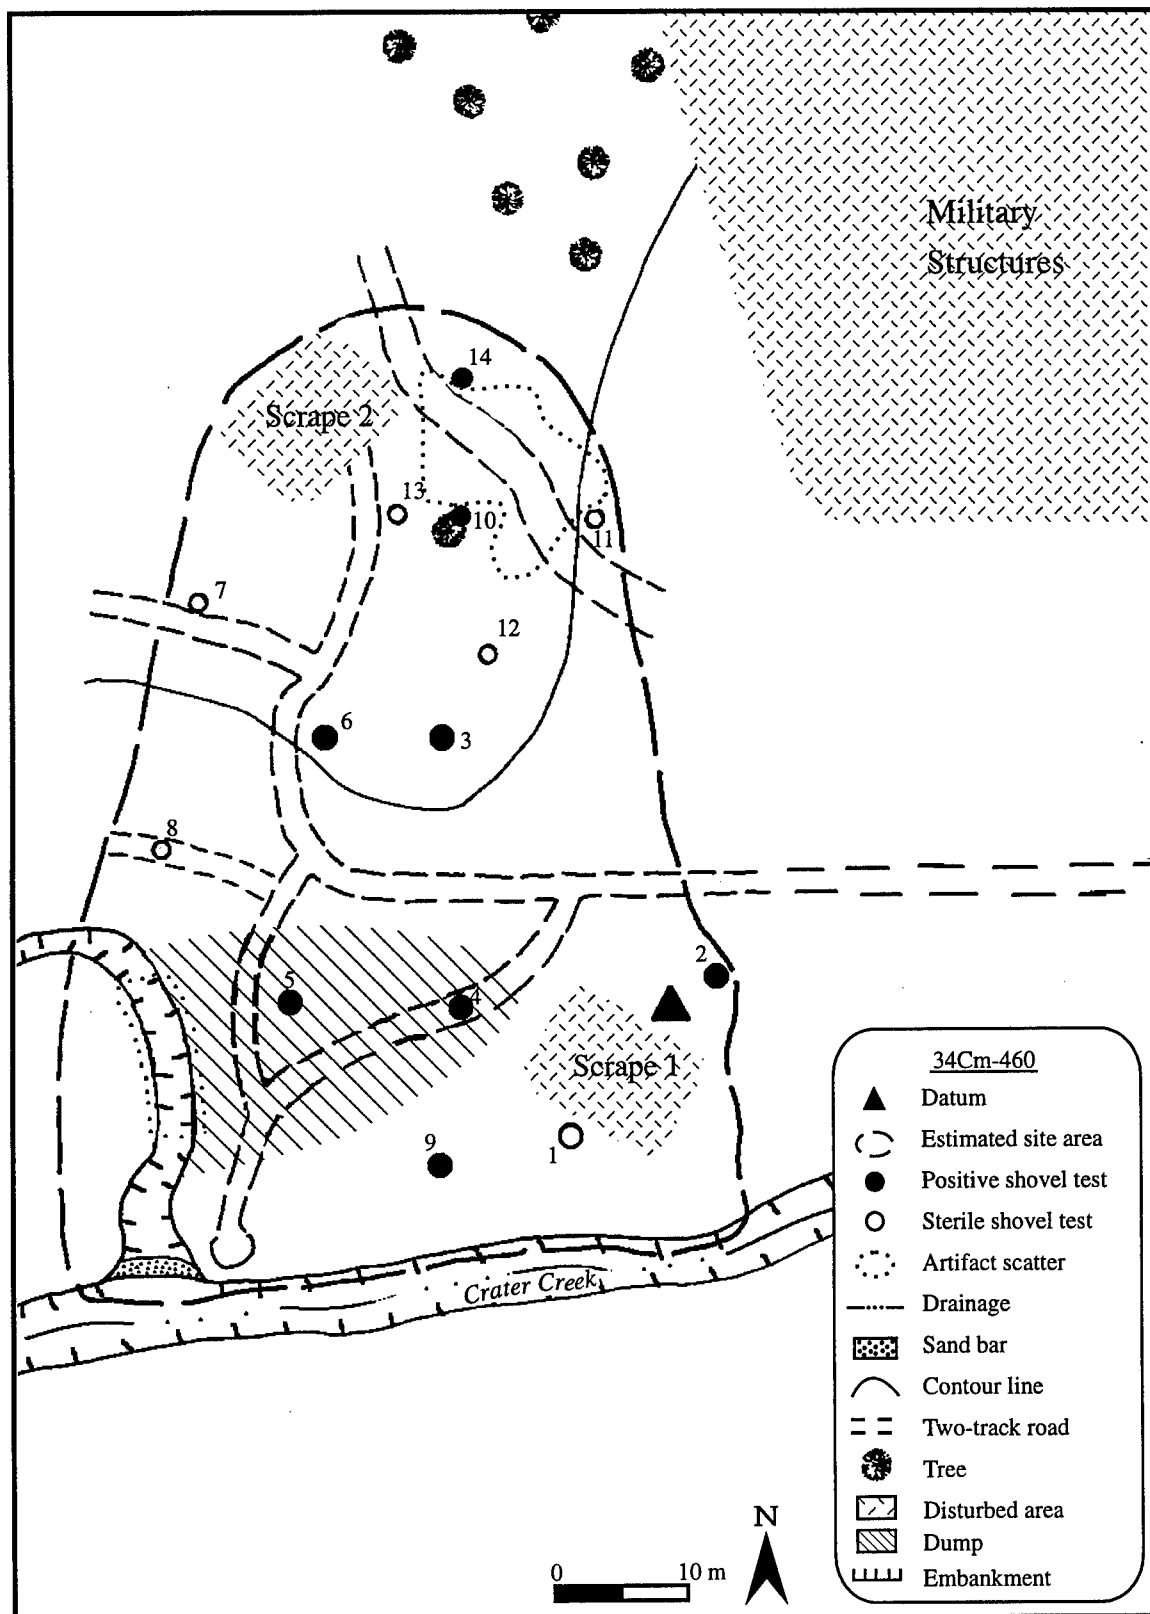 Military
Structures
14
Scrape 2
13
10
11
7
12
6
3
8
2
5
4
Scrape 1
9
1
Crater Creek
34Cm-460
Datum
Estimated site area
Positive shovel test
Sterile shovel test
Artifact scatter
Drainage
Sand bar
Contour line
Two-track road
Tree
Disturbed area
Dump
Embankment
N
0 10 m